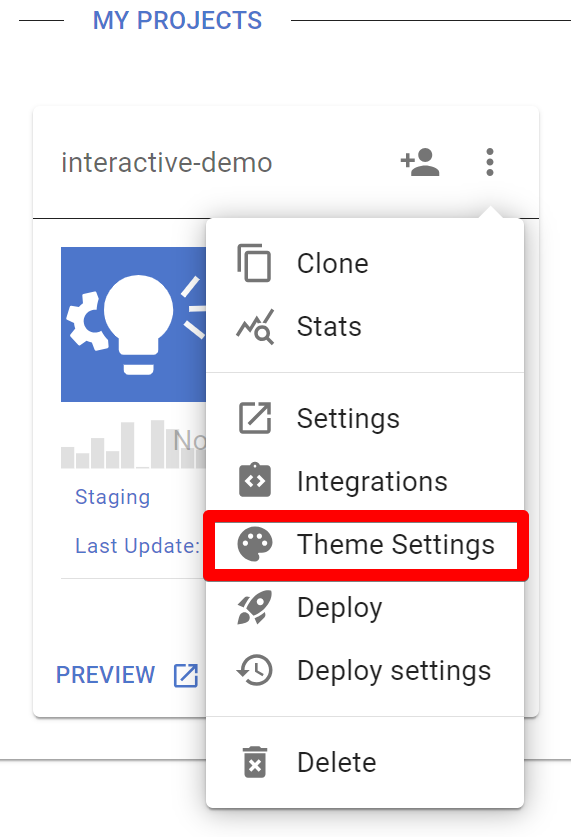 MY PROJECTS
interactive-demo
Clone
Stats
Settings
No
Staging
Integrations
Last Update:
Theme Settings
Deploy
PREVIEW
Deploy settings
Delete